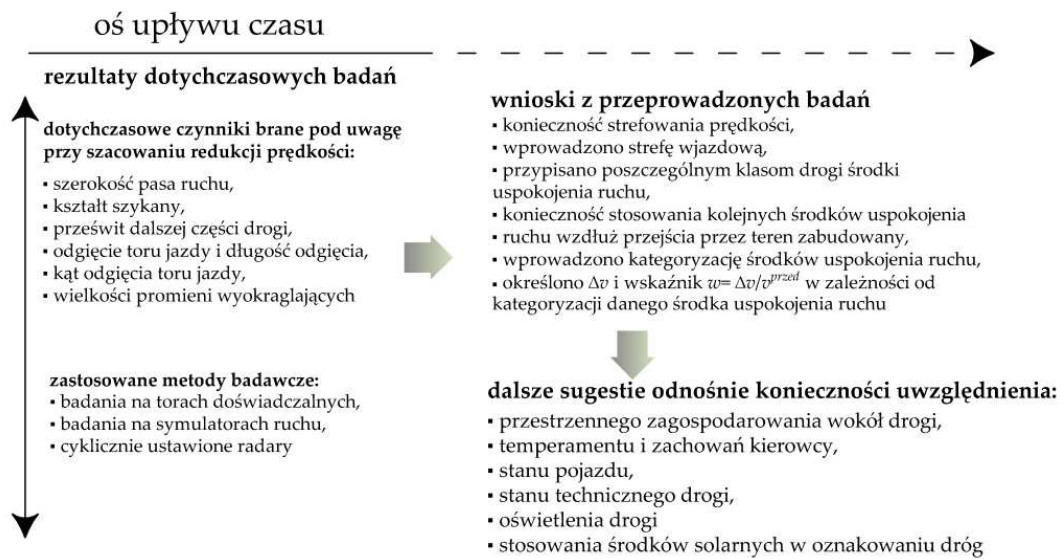 oś upływu czasu
rezultaty dotychczasowych badań
dotychczasowe czynniki brane pod uwagę
przy szacowaniu redukcji prędkości:
▪ szerokość pasa ruchu,
▪ kształt szykany,
▪ prześwit dalszej części drogi,
▪ odgięcie toru jazdy i długość odgięcia,
▪ kąt odgięcia toru jazdy,
▪ wielkości promieni wyokraglających
zastosowane metody badawcze:
▪ badania na torach doświadczalnych,
▪ badania na symulatorach ruchu,
▪ cyklicznie ustawione radary
wnioski z przeprowadzonych badań
▪ konieczność strefowania prędkości,
▪ wprowadzono strefę wjazdową,
▪ przypisano poszczególnym klasom drogi środki
uspokojenia ruchu,
▪ konieczność stosowania kolejnych środków uspokojenia
▪ ruchu wzdłuż przejścia przez teren zabudowany,
▪ wprowadzono kategoryzację środków uspokojenia ruchu,
▪ określono Δv i wskaźnik w= Δv/v^przed w zależności od
kategoryzacji danego środka uspokojenia ruchu
dalsze sugestie odnośnie konieczności uwzględnienia:
▪ przestrzennego zagospodarowania wokół drogi,
▪ temperamentu i zachowań kierowcy,
▪ stanu pojazdu,
▪ stanu technicznego drogi,
▪ oświetlenia drogi
▪ stosowania środków solarnych w oznakowaniu dróg